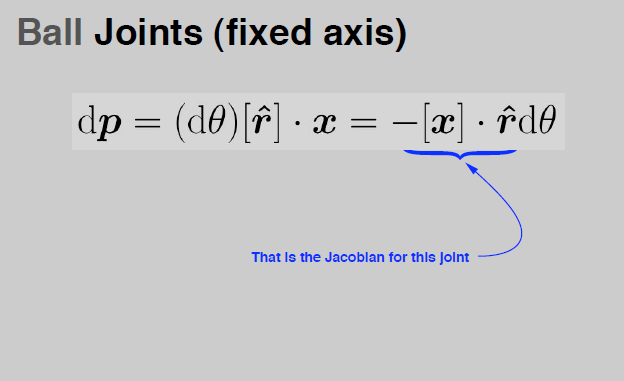 Ball Joints (fixed axis)
d𝒑 = (dθ)[𝒓̂] · 𝒙 = −[𝒙] · 𝒓̂dθ
That is the Jacobian for this joint